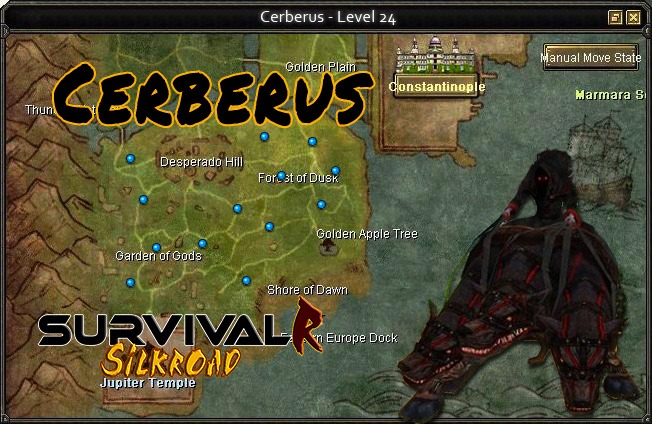 Cerberus - Level 24
Golden Plain
Constantinople
Manual Move State
Marmara S
CERBERUS
Desperado Hill
Forest of Dusk
Golden Apple Tree
Garden of Gods
Shore of Dawn
SURVIVAL R
SILKROAD
Europe Dock
Jupiter Temple